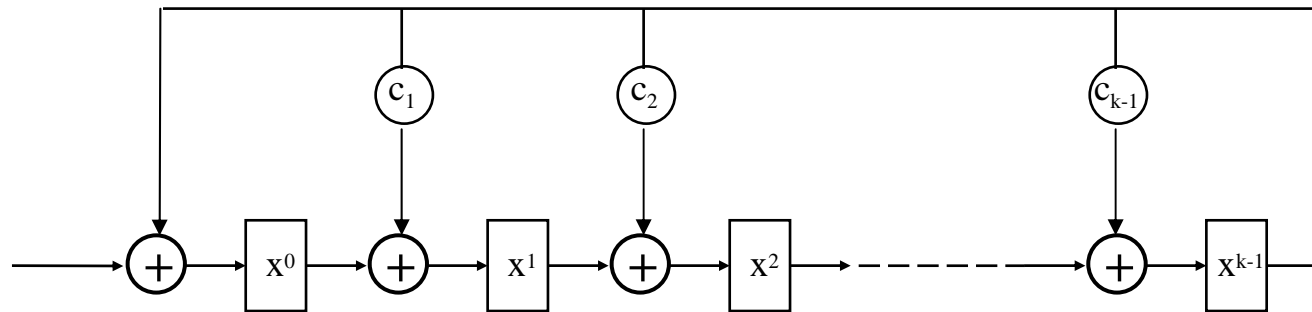 c₁ c₂ cₖ₋₁
+ x⁰ + x¹ + x² + xᵏ⁻¹